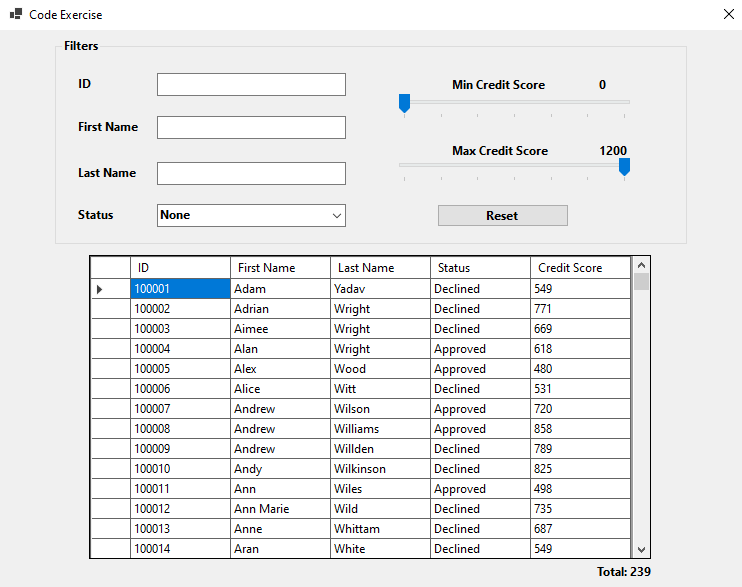 Code Exercise
Filters
ID
Min Credit Score 0
First Name
Max Credit Score 1200
Last Name
Status None
Reset
ID First Name Last Name Status Credit Score
100001 Adam Yadav Declined 549
100002 Adrian Wright Declined 771
100003 Aimee Wright Declined 669
100004 Alan Wright Approved 618
100005 Alex Wood Approved 480
100006 Alice Witt Declined 531
100007 Andrew Wilson Approved 720
100008 Andrew Williams Approved 858
100009 Andrew Willden Declined 789
100010 Andy Wilkinson Declined 825
100011 Ann Wiles Approved 498
100012 Ann Marie Wild Declined 735
100013 Anne Whittam Declined 687
100014 Aran White Declined 549
Total: 239